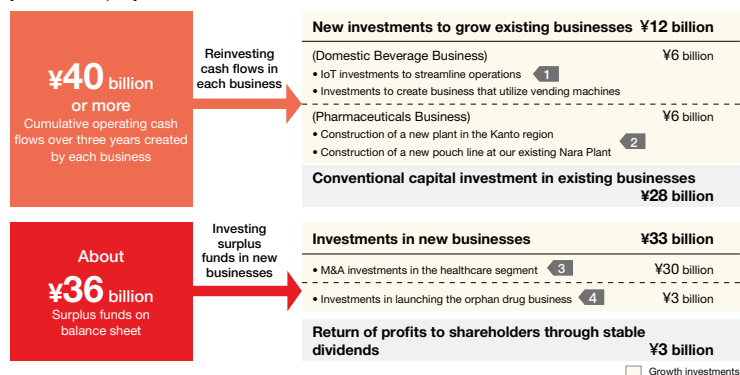 ¥40 billion
or more
Cumulative operating cash
flows over three years created
by each business
Reinvesting
cash flows in
each business
New investments to grow existing businesses ¥12 billion
(Domestic Beverage Business) ¥6 billion
• IoT investments to streamline operations 1
• Investments to create business that utilize vending machines
(Pharmaceuticals Business) ¥6 billion
• Construction of a new plant in the Kanto region
• Construction of a new pouch line at our existing Nara Plant
2
Conventional capital investment in existing businesses
¥28 billion
About
¥36 billion
Surplus funds on
balance sheet
Investing
surplus
funds in new
businesses
Investments in new businesses ¥33 billion
• M&A investments in the healthcare segment 3 ¥30 billion
• Investments in launching the orphan drug business 4 ¥3 billion
Return of profits to shareholders through stable
dividends ¥3 billion
Growth investments